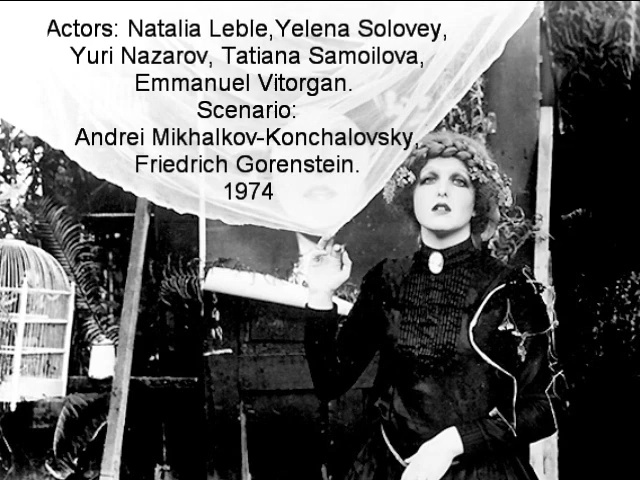 Actors: Natalia Leble,Yelena Solovey,
Yuri Nazarov, Tatiana Samoilova,
Emmanuel Vitorgan.
Scenario:
Andrei Mikhalkov-Konchalovsky,
Friedrich Gorenstein.
1974